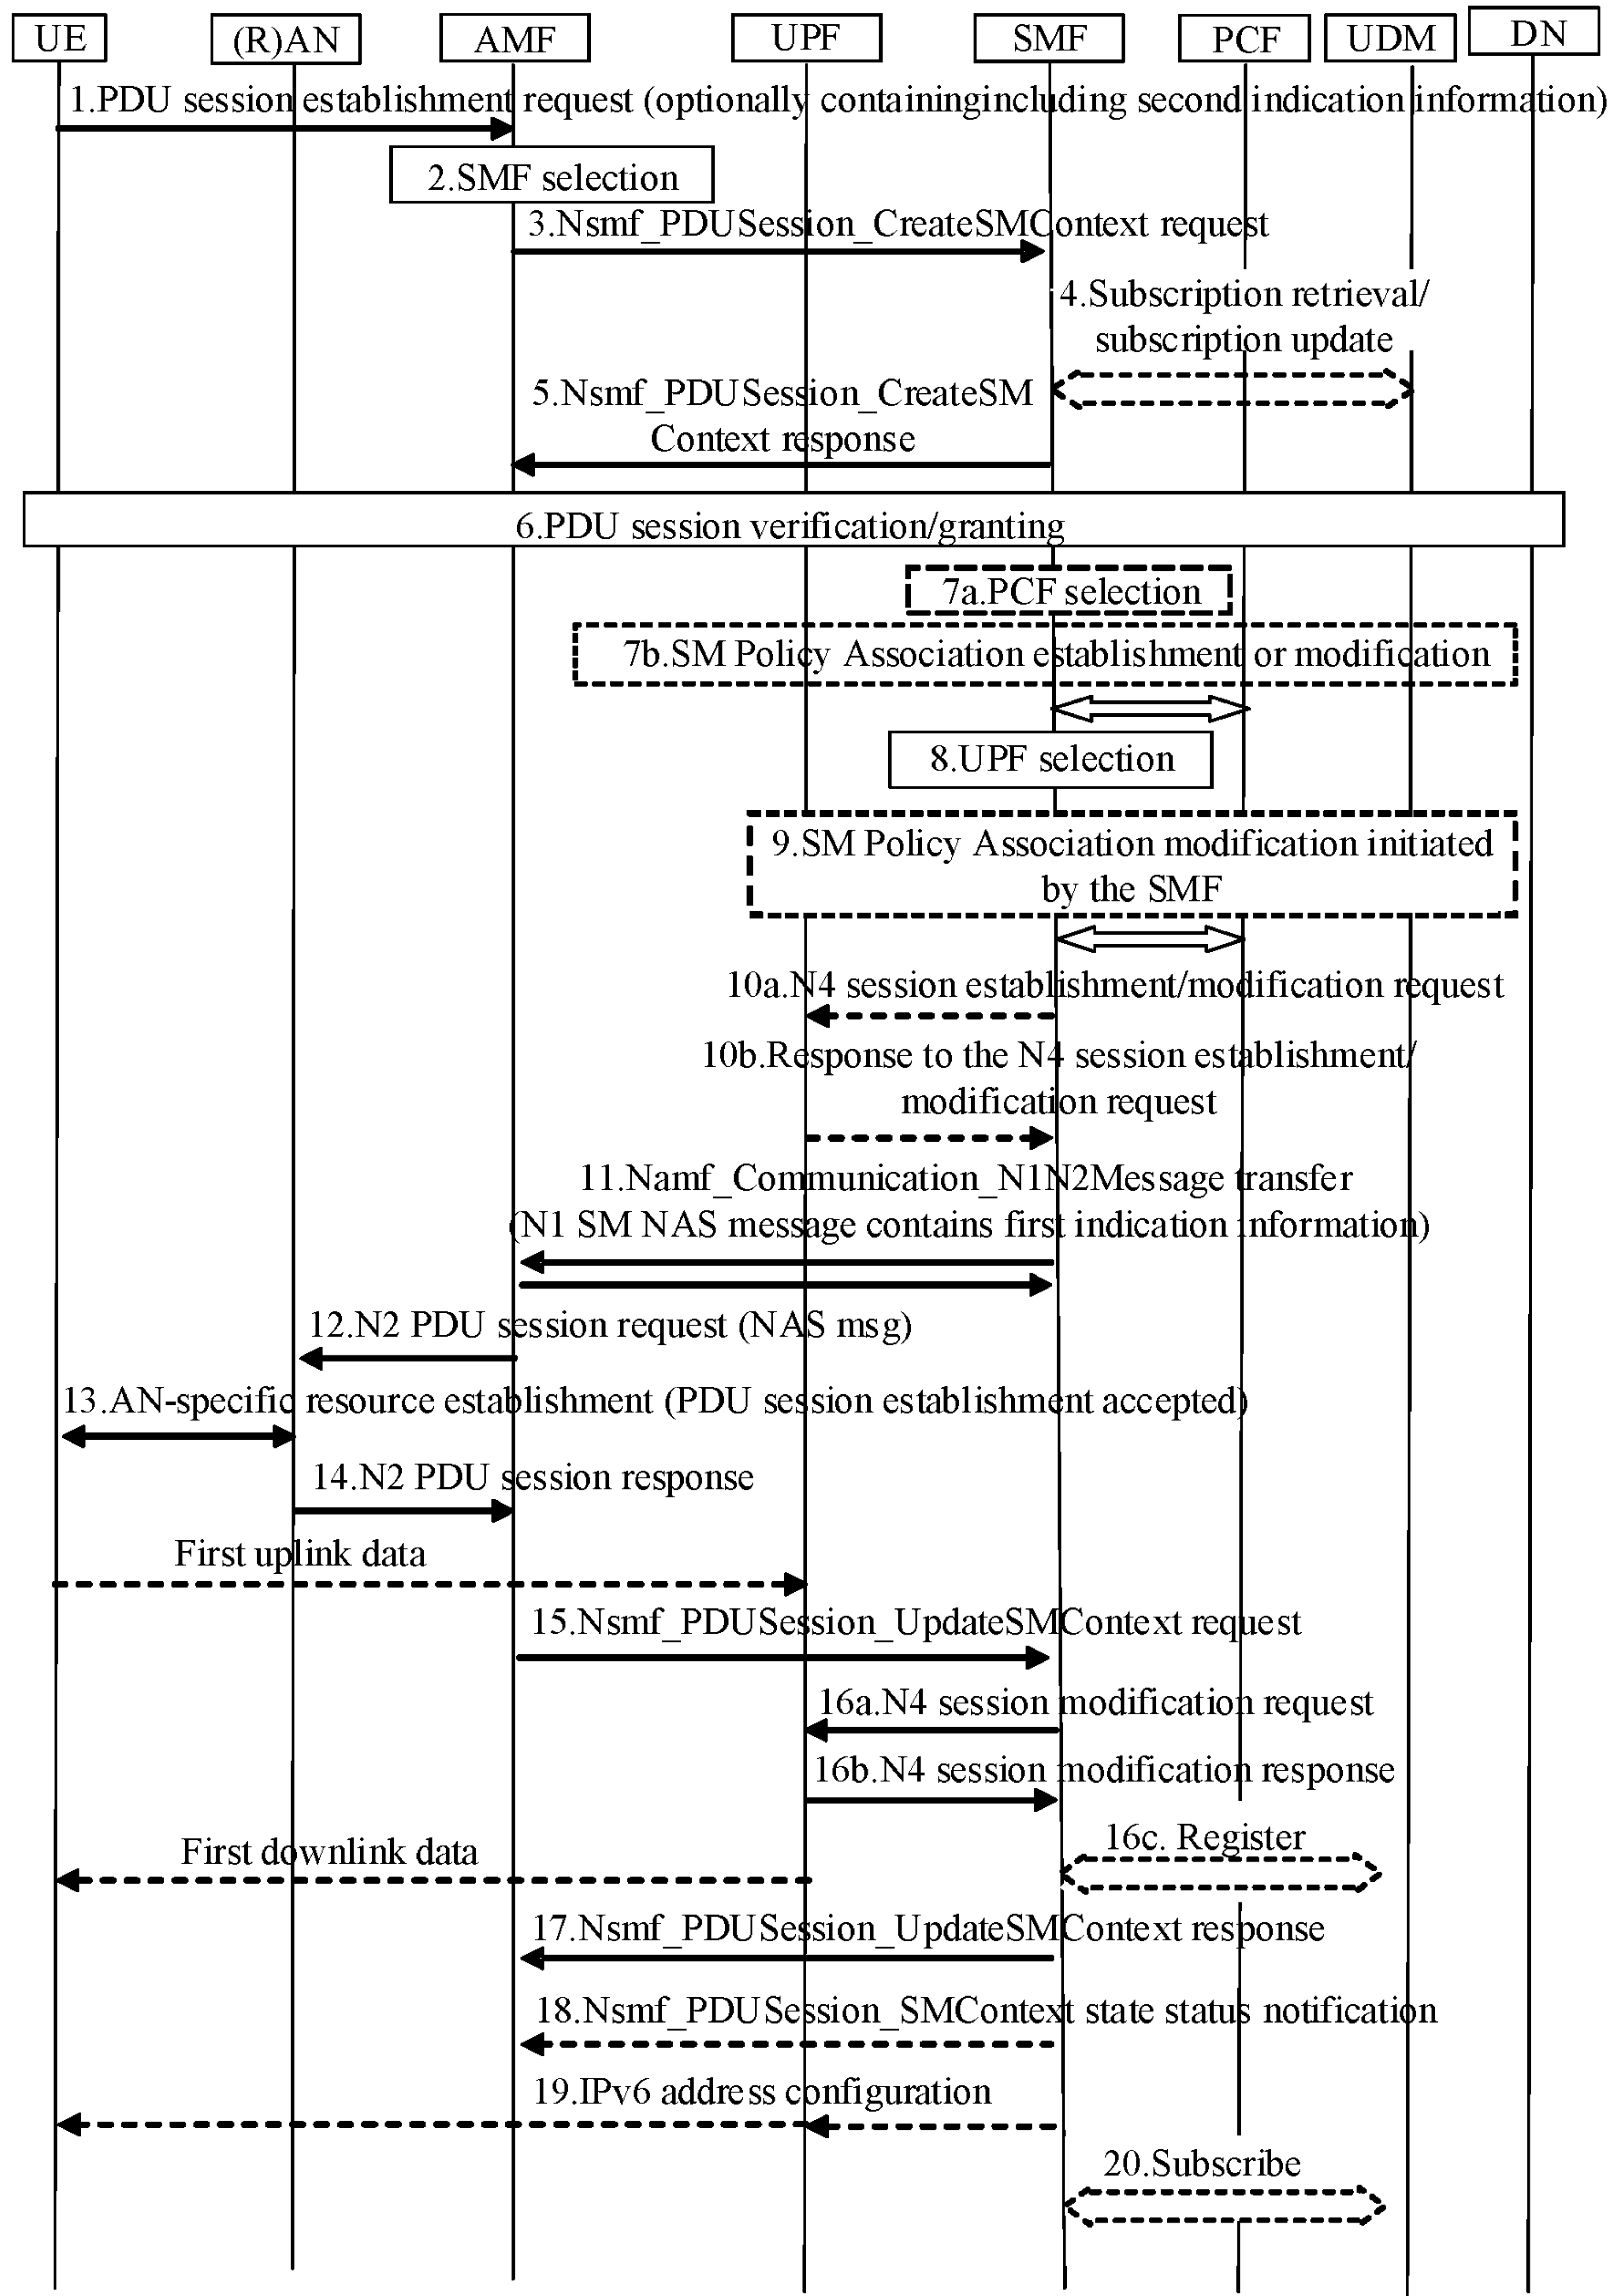 UE
(R)AN
AMF
UPF
SMF
PCF
UDM
DN
1.PDU session establishment request (optionally containingincluding second indication information)
2.SMF selection
3.Nsmf_PDUSession_CreateSMContext request
4.Subscription retrieval/
subscription update
5.Nsmf_PDUSession_CreateSM
Context response
6.PDU session verification/granting
7a.PCF selection
7b.SM Policy Association establishment or modification
8.UPF selection
9.SM Policy Association modification initiated
by the SMF
10a.N4 session establishment/modification request
10b.Response to the N4 session establishment/
modification request
11.Namf_Communication_N1N2Message transfer
(N1 SM NAS message contains first indication information)
12.N2 PDU session request (NAS msg)
13.AN-specific resource establishment (PDU session establishment accepted)
14.N2 PDU session response
First uplink data
15.Nsmf_PDUSession_UpdateSMContext request
16a.N4 session modification request
16b.N4 session modification response
16c. Register
First downlink data
17.Nsmf_PDUSession_UpdateSMContext response
18.Nsmf_PDUSession_SMContext state status notification
19.IPv6 address configuration
20.Subscribe